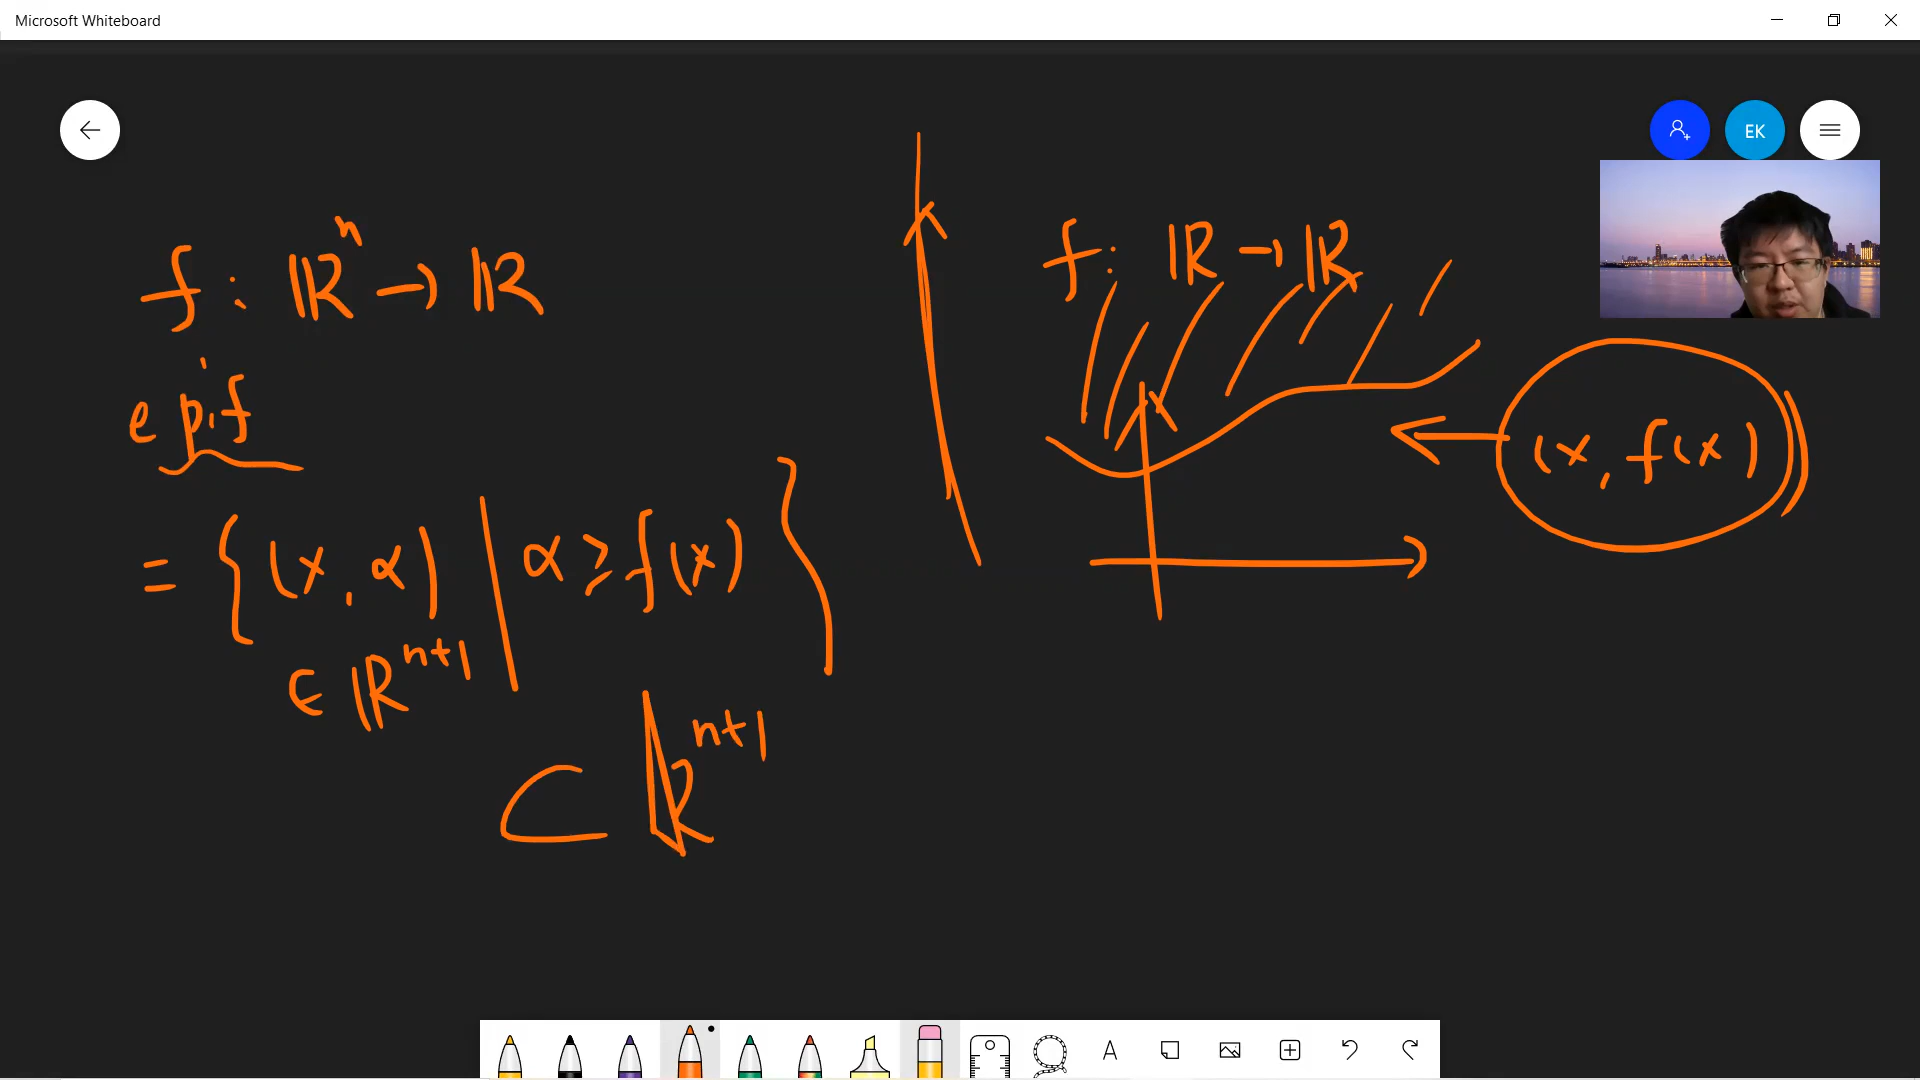 Microsoft Whiteboard
EK
f : ℝⁿ → ℝ
epi f
= { (x, α) | α ≥ f(x) }
∈ ℝⁿ⁺¹
⊂ ℝⁿ⁺¹
f : ℝ → ℝ
(x, f(x))
A